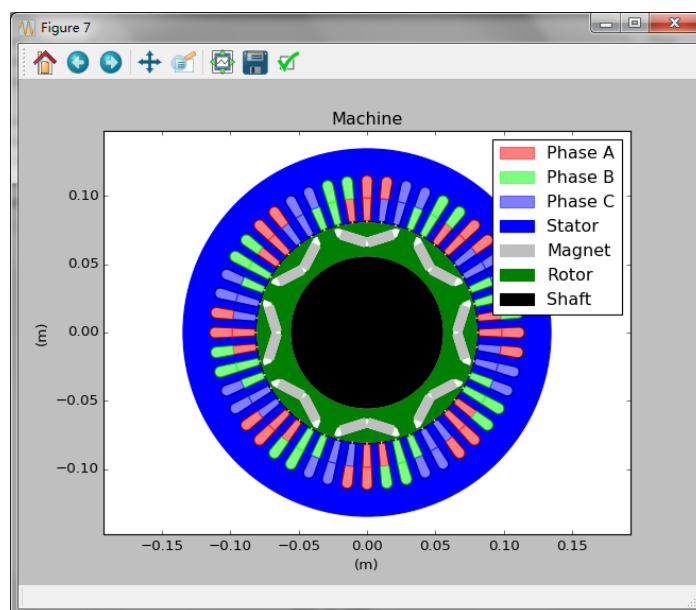 Figure 7
Machine
Phase A
Phase B
Phase C
Stator
Magnet
Rotor
Shaft
0.10
0.05
0.00
−0.05
−0.10
(m)
−0.15
−0.10
−0.05
0.00
0.05
0.10
0.15
(m)